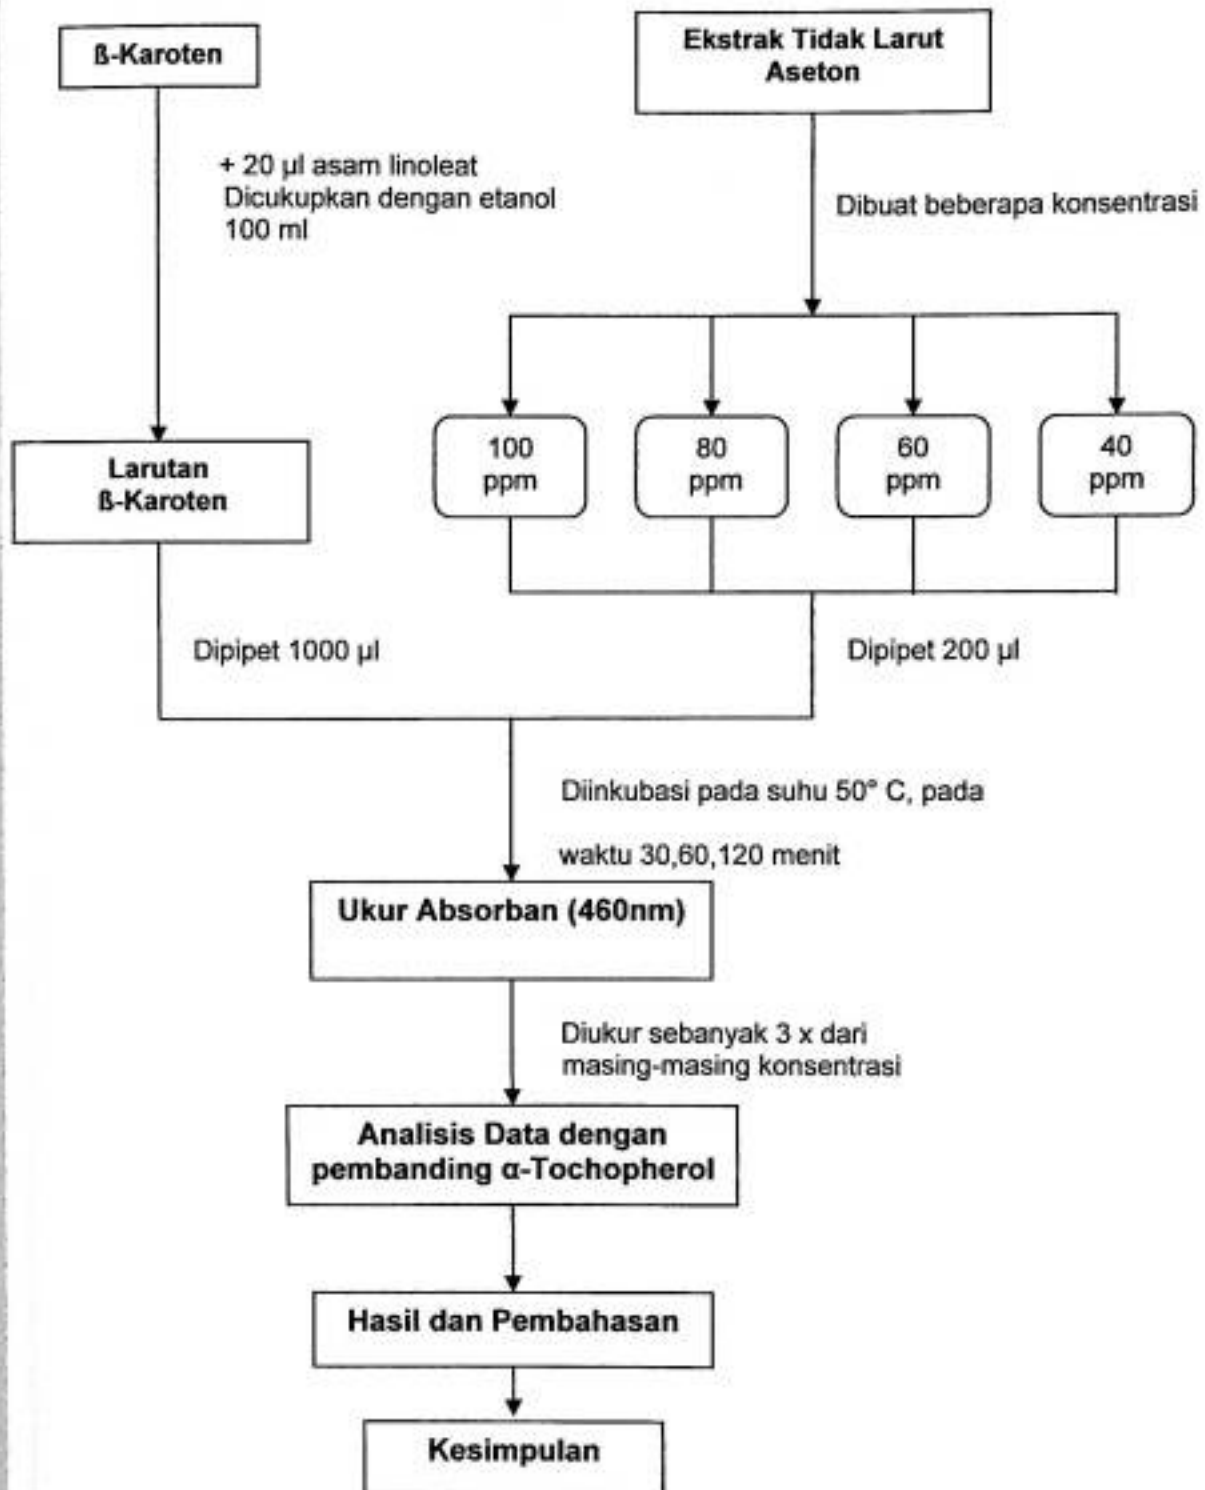 ß-Karoten
Ekstrak Tidak Larut
Aseton
+ 20 µl asam linoleat
Dicukupkan dengan etanol
100 ml
Dibuat beberapa konsentrasi
100
ppm
80
ppm
60
ppm
40
ppm
Larutan
ß-Karoten
Dipipet 1000 µl
Dipipet 200 µl
Diinkubasi pada suhu 50° C, pada
waktu 30,60,120 menit
Ukur Absorban (460nm)
Diukur sebanyak 3 x dari
masing-masing konsentrasi
Analisis Data dengan
pembanding α-Tochopherol
Hasil dan Pembahasan
Kesimpulan